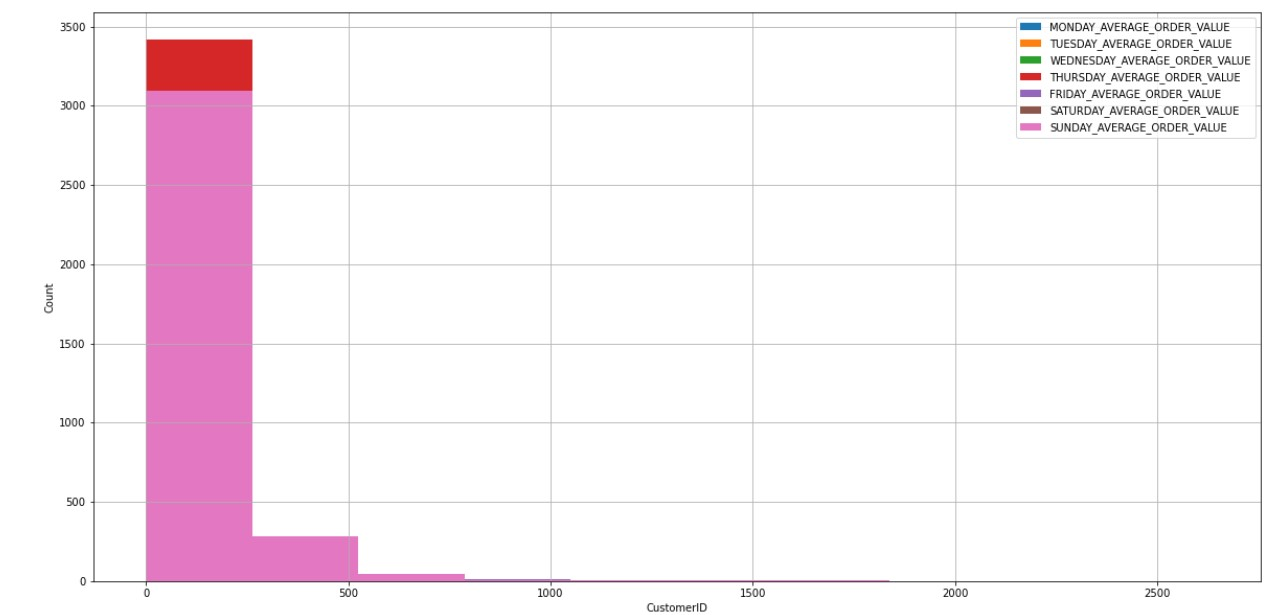 3500
3000
2500
2000
1500
1000
500
0
Count
0 500 1000 1500 2000 2500
CustomerID
MONDAY_AVERAGE_ORDER_VALUE
TUESDAY_AVERAGE_ORDER_VALUE
WEDNESDAY_AVERAGE_ORDER_VALUE
THURSDAY_AVERAGE_ORDER_VALUE
FRIDAY_AVERAGE_ORDER_VALUE
SATURDAY_AVERAGE_ORDER_VALUE
SUNDAY_AVERAGE_ORDER_VALUE